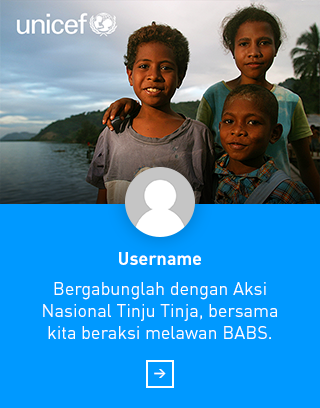 unicef
Username
Bergabunglah dengan Aksi
Nasional Tinju Tinja, bersama
kita beraksi melawan BABS.